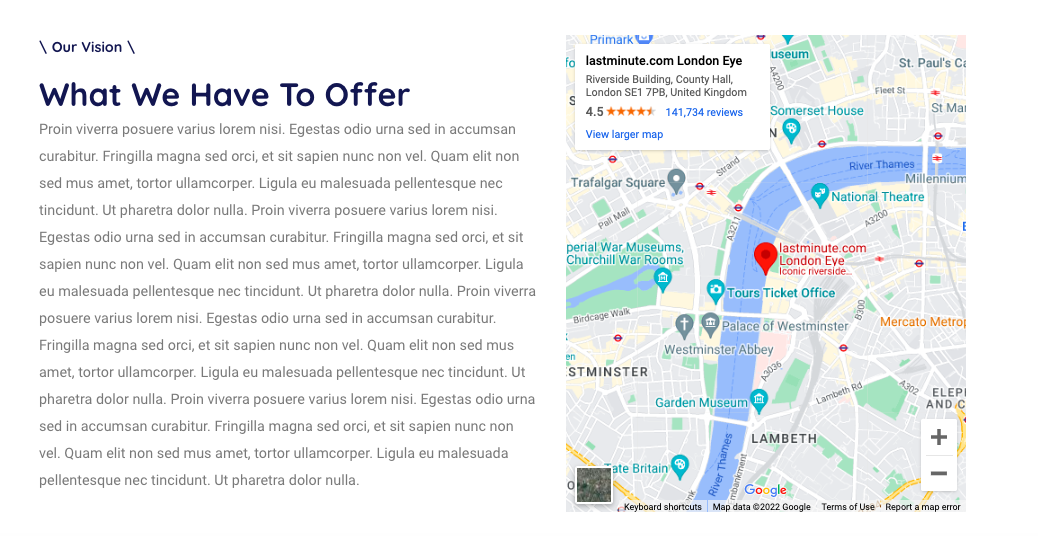 \ Our Vision \
What We Have To Offer
Proin viverra posuere varius lorem nisi. Egestas odio urna sed in accumsan
curabitur. Fringilla magna sed orci, et sit sapien nunc non vel. Quam elit non
sed mus amet, tortor ullamcorper. Ligula eu malesuada pellentesque nec
tincidunt. Ut pharetra dolor nulla. Proin viverra posuere varius lorem nisi.
Egestas odio urna sed in accumsan curabitur. Fringilla magna sed orci, et sit
sapien nunc non vel. Quam elit non sed mus amet, tortor ullamcorper. Ligula
eu malesuada pellentesque nec tincidunt. Ut pharetra dolor nulla. Proin viverra
posuere varius lorem nisi. Egestas odio urna sed in accumsan curabitur.
Fringilla magna sed orci, et sit sapien nunc non vel. Quam elit non sed mus
amet, tortor ullamcorper. Ligula eu malesuada pellentesque nec tincidunt. Ut
pharetra dolor nulla. Proin viverra posuere varius lorem nisi. Egestas odio urna
sed in accumsan curabitur. Fringilla magna sed orci, et sit sapien nunc non
vel. Quam elit non sed mus amet, tortor ullamcorper. Ligula eu malesuada
pellentesque nec tincidunt. Ut pharetra dolor nulla.
Primark
lastminute.com London Eye
Riverside Building, County Hall,
London SE1 7PB, United Kingdom
4.5 141,734 reviews
View larger map
useum
A4200
St. Paul's Ca
Fleet St
St Mar
Somerset House
N
Strand
River Thames
Millennium
Trafalgar Square
National Theatre
Pall Mall
A3211
A3200
perial War Museums,
Churchill War Rooms
lastminute.com
London Eye
Iconic riverside...
Tours Ticket Office
Birdcage Walk
B300
Palace of Westminster
Mercato Metrop
Westminster Abbey
STMINSTER
A3036
Lambeth Rd
A302
ELEP
AND C
Garden Museum
LAMBETH
Tate Britain
River Thames
mbankment
Google
Keyboard shortcuts
Map data ©2022 Google
Terms of Use
Report a map error